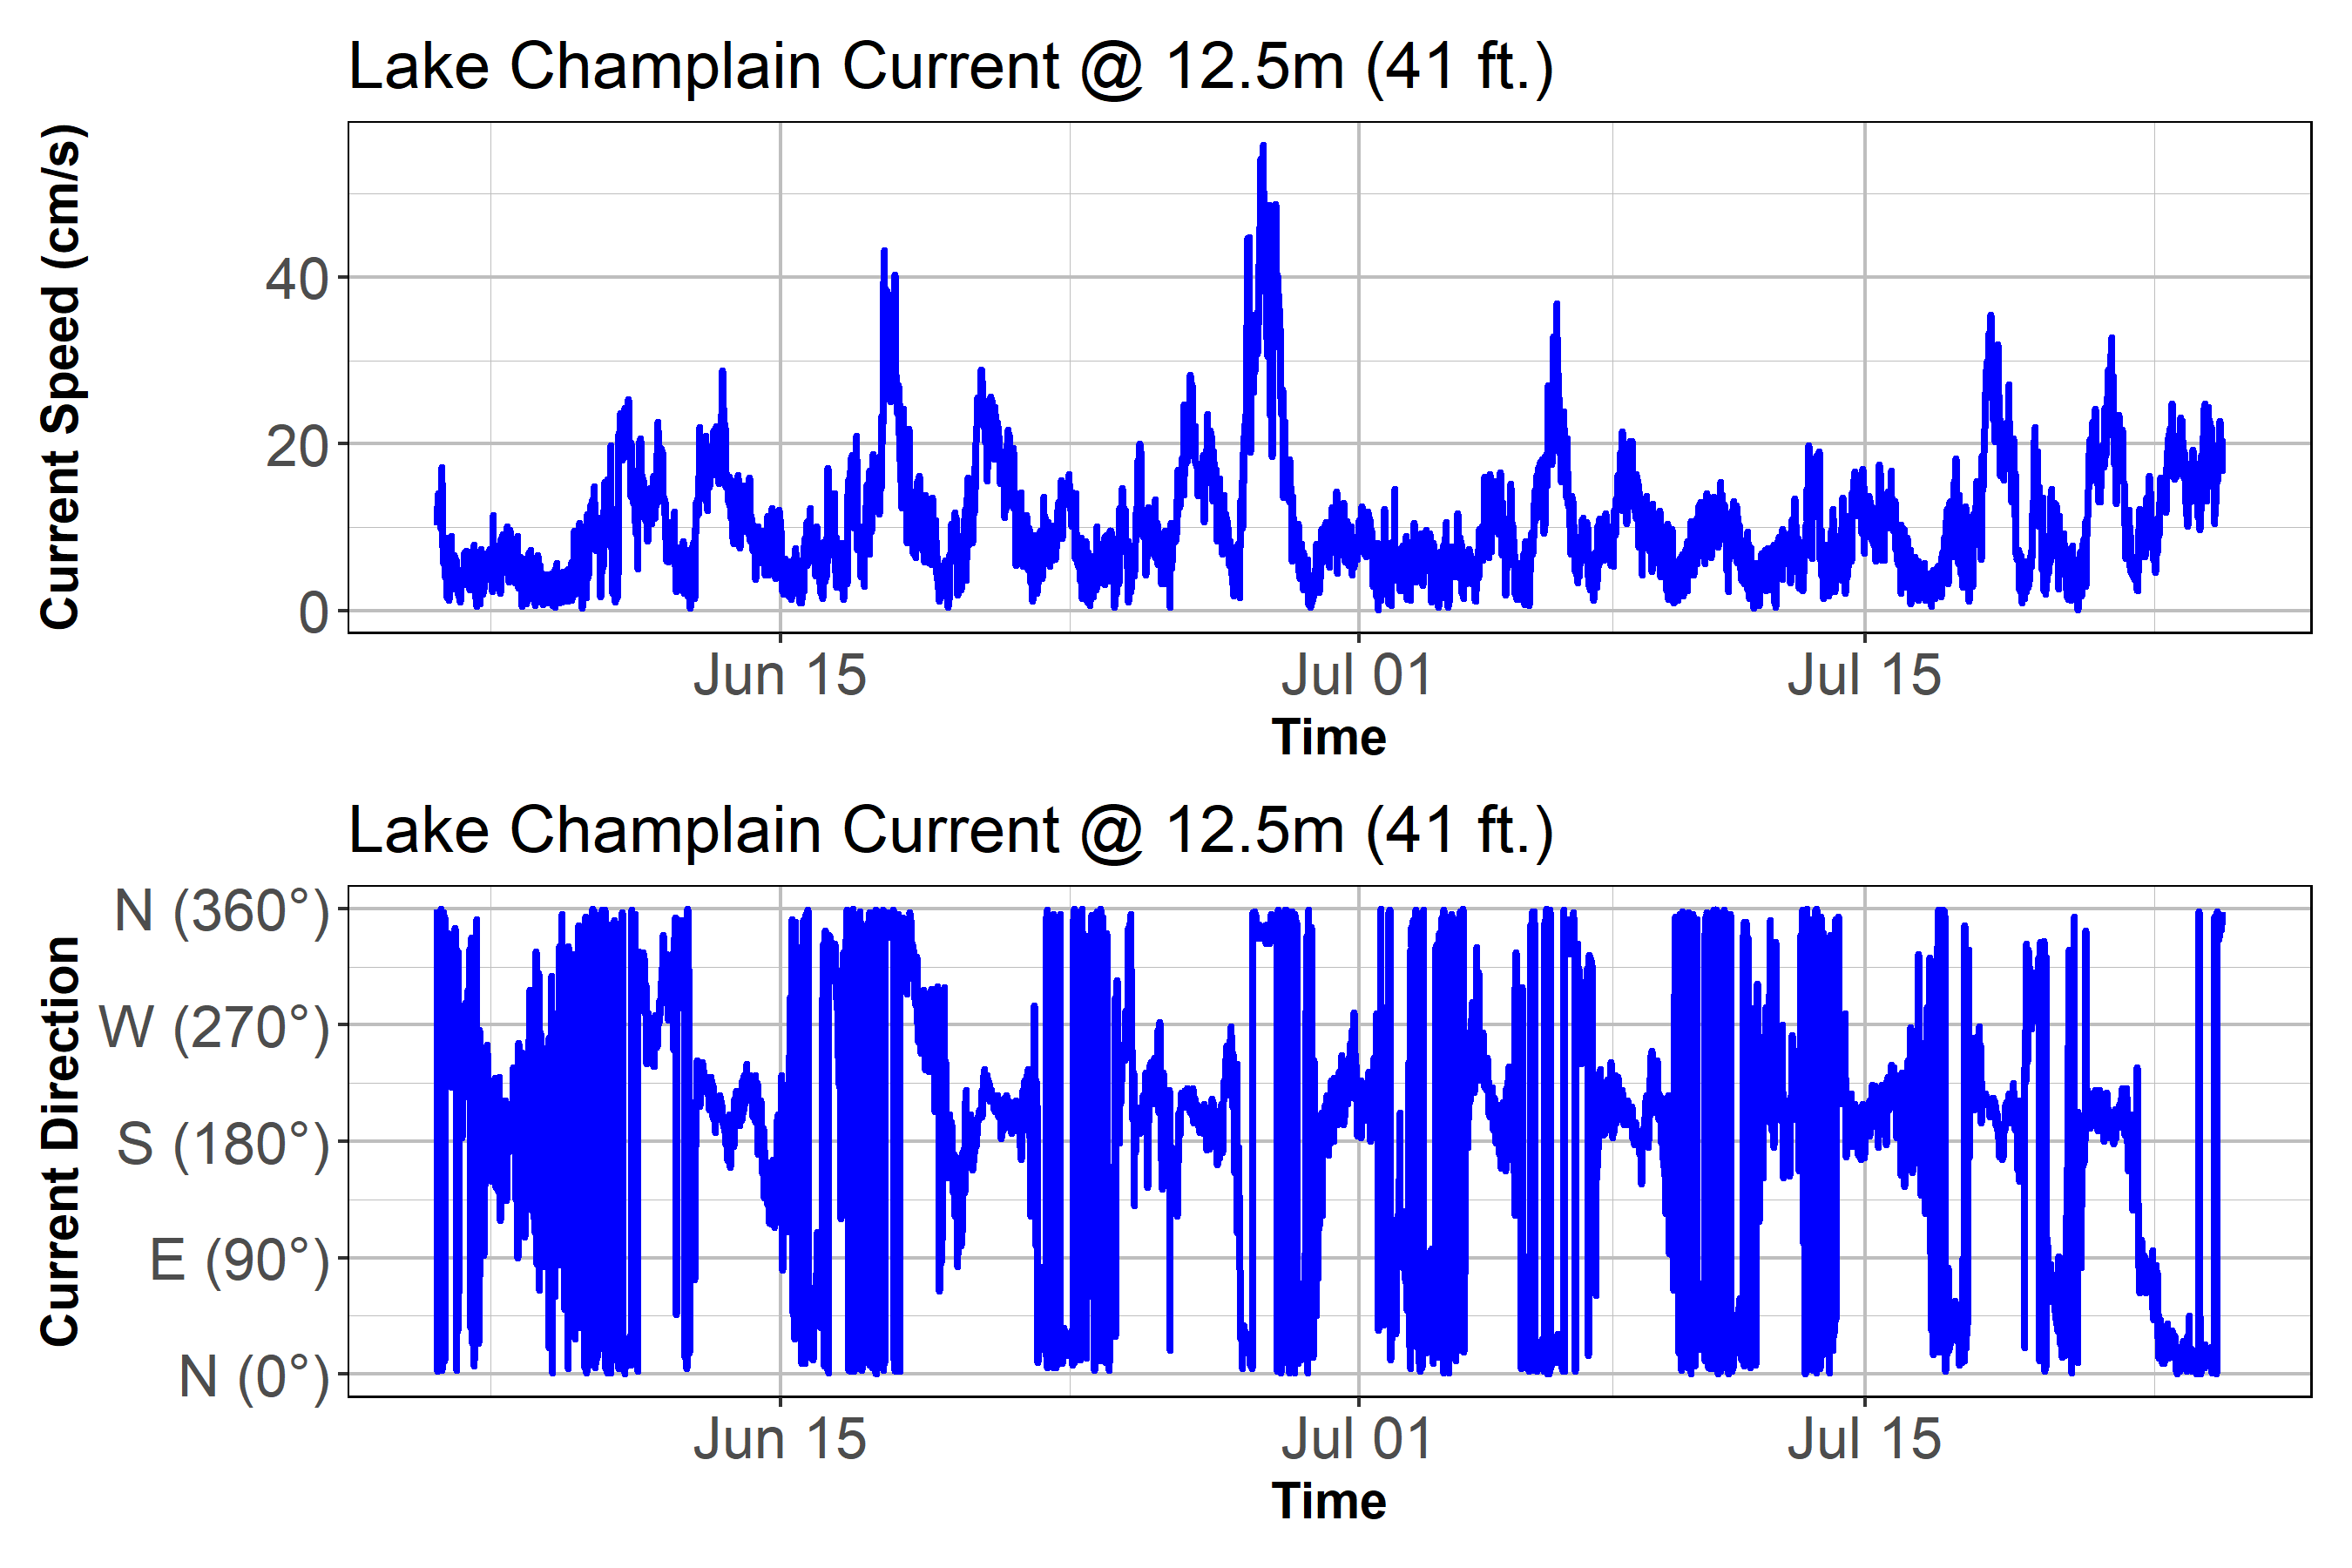 Lake Champlain Current @ 12.5m (41 ft.)
Current Speed (cm/s)
40
20
0
Jun 15 Jul 01 Jul 15
Time
Lake Champlain Current @ 12.5m (41 ft.)
Current Direction
N (360°)
W (270°)
S (180°)
E (90°)
N (0°)
Jun 15 Jul 01 Jul 15
Time